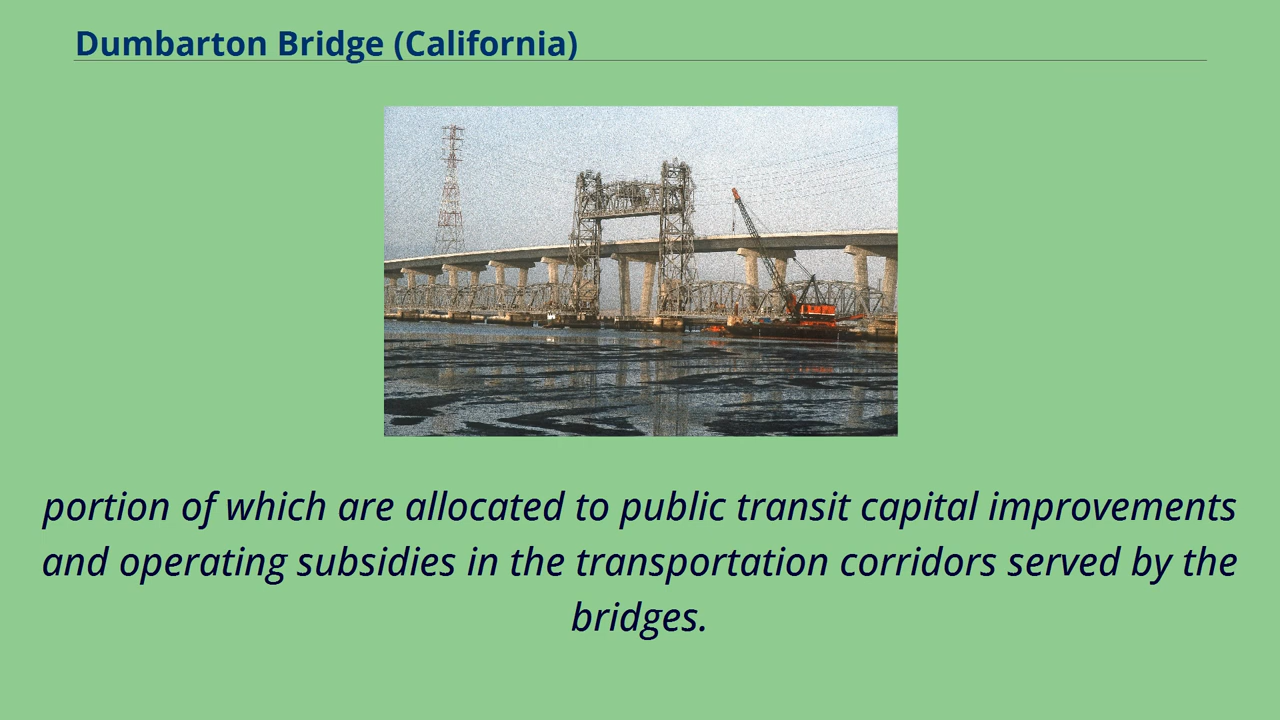 Dumbarton Bridge (California)
portion of which are allocated to public transit capital improvements
and operating subsidies in the transportation corridors served by the
bridges.